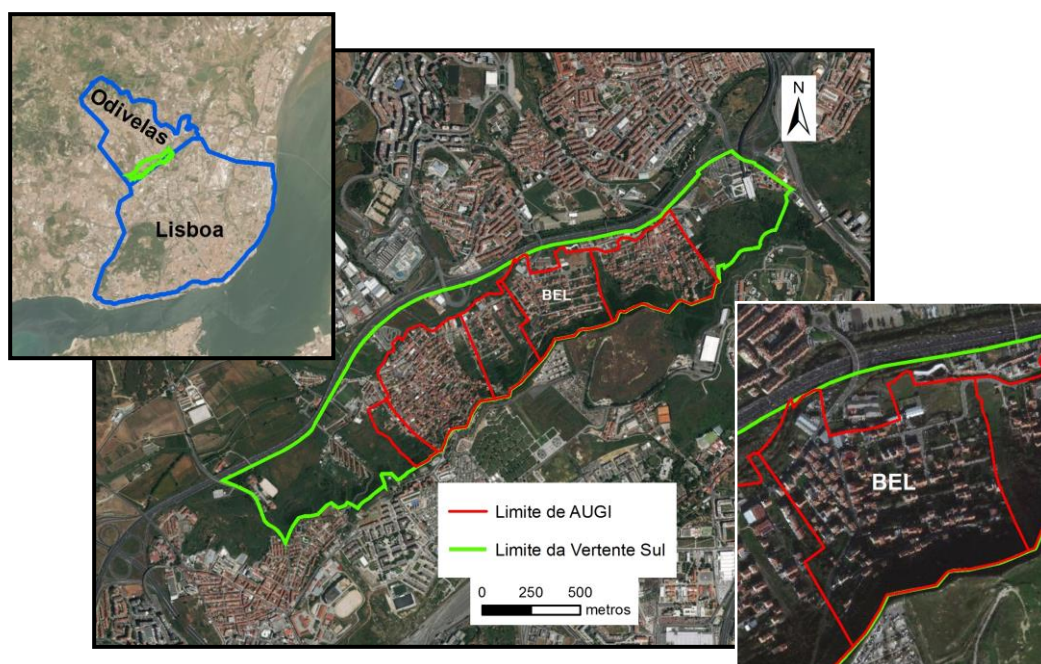 Odivelas
Lisboa
N
BEL
Limite de AUGI
Limite da Vertente Sul
0 250 500
metros
BEL